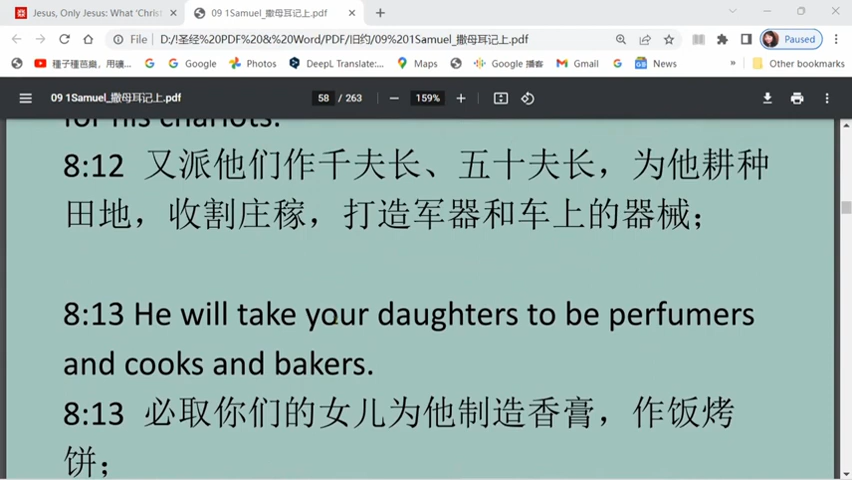 Jesus, Only Jesus: What 'Christ
09 1Samuel_撒母耳记上.pdf
File
D:/!圣经%20PDF%20&%20Word/PDF/旧约/09%201Samuel_撒母耳记上.pdf
Paused
種子種芭樂，用礦...
Google
Photos
DeepL Translate:...
Maps
Google 播客
Gmail
News
»
Other bookmarks
09 1Samuel_撒母耳记上.pdf
58 / 263
159%
for his chariots.
8:12 又派他们作千夫长、五十夫长，为他耕种
田地，收割庄稼，打造军器和车上的器械；
8:13 He will take your daughters to be perfumers
and cooks and bakers.
8:13 必取你们的女儿为他制造香膏，作饭烤
饼；